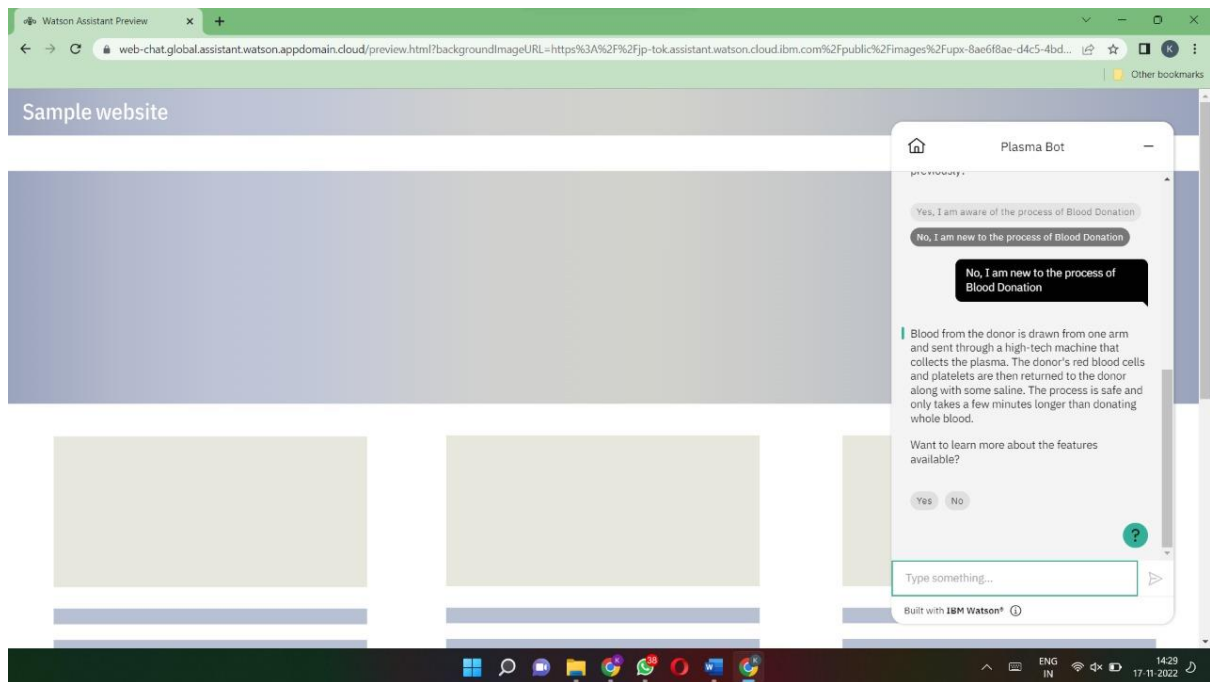 Watson Assistant Preview
web-chat.global.assistant.watson.appdomain.cloud/preview.html?backgroundImageURL=https%3A%2F%2Fjp-tok.assistant.watson.cloud.ibm.com%2Fpublic%2Fimages%2Fupx-8ae6f8ae-d4c5-4bd...
K
Other bookmarks
Sample website
Plasma Bot
previously?
Yes, I am aware of the process of Blood Donation
No, I am new to the process of Blood Donation
No, I am new to the process of
Blood Donation
Blood from the donor is drawn from one arm
and sent through a high-tech machine that
collects the plasma. The donor's red blood cells
and platelets are then returned to the donor
along with some saline. The process is safe and
only takes a few minutes longer than donating
whole blood.
Want to learn more about the features
available?
Yes No
?
Type something...
Built with IBM Watson®
38
ENG
IN
14:29
17-11-2022